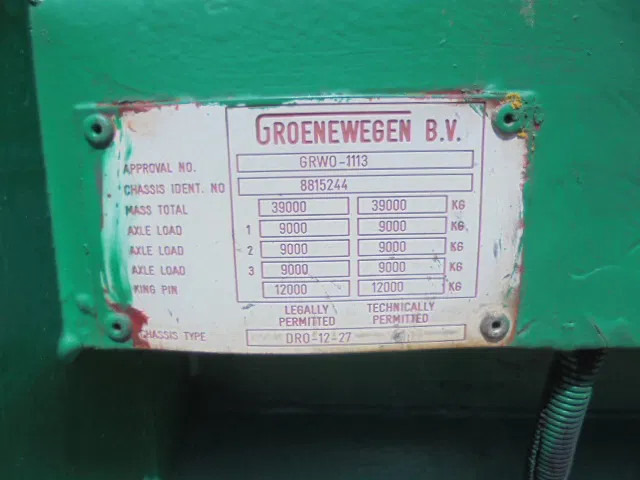 GROENEWEGEN B.V.
APPROVAL NO. GRWO-1113
CHASSIS IDENT. NO 8815244
MASS TOTAL 39000 39000 KG
AXLE LOAD 1 9000 9000 KG
AXLE LOAD 2 9000 9000 KG
AXLE LOAD 3 9000 9000 KG
KING PIN 12000 12000 KG
LEGALLY PERMITTED TECHNICALLY PERMITTED
CHASSIS TYPE DRO-12-27